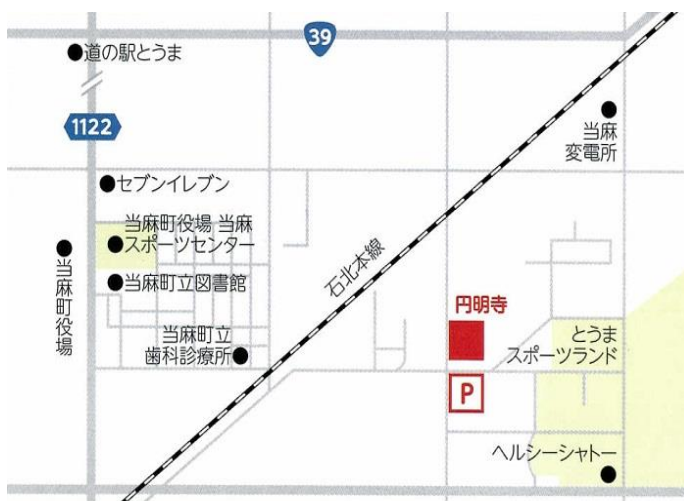 39
道の駅とうま
1122
当麻
変電所
セブンイレブン
当麻町役場 当麻
スポーツセンター
当麻町役場
当麻町立図書館
石北本線
円明寺
当麻町立
歯科診療所
とうま
スポーツランド
P
ヘルシーシャトー